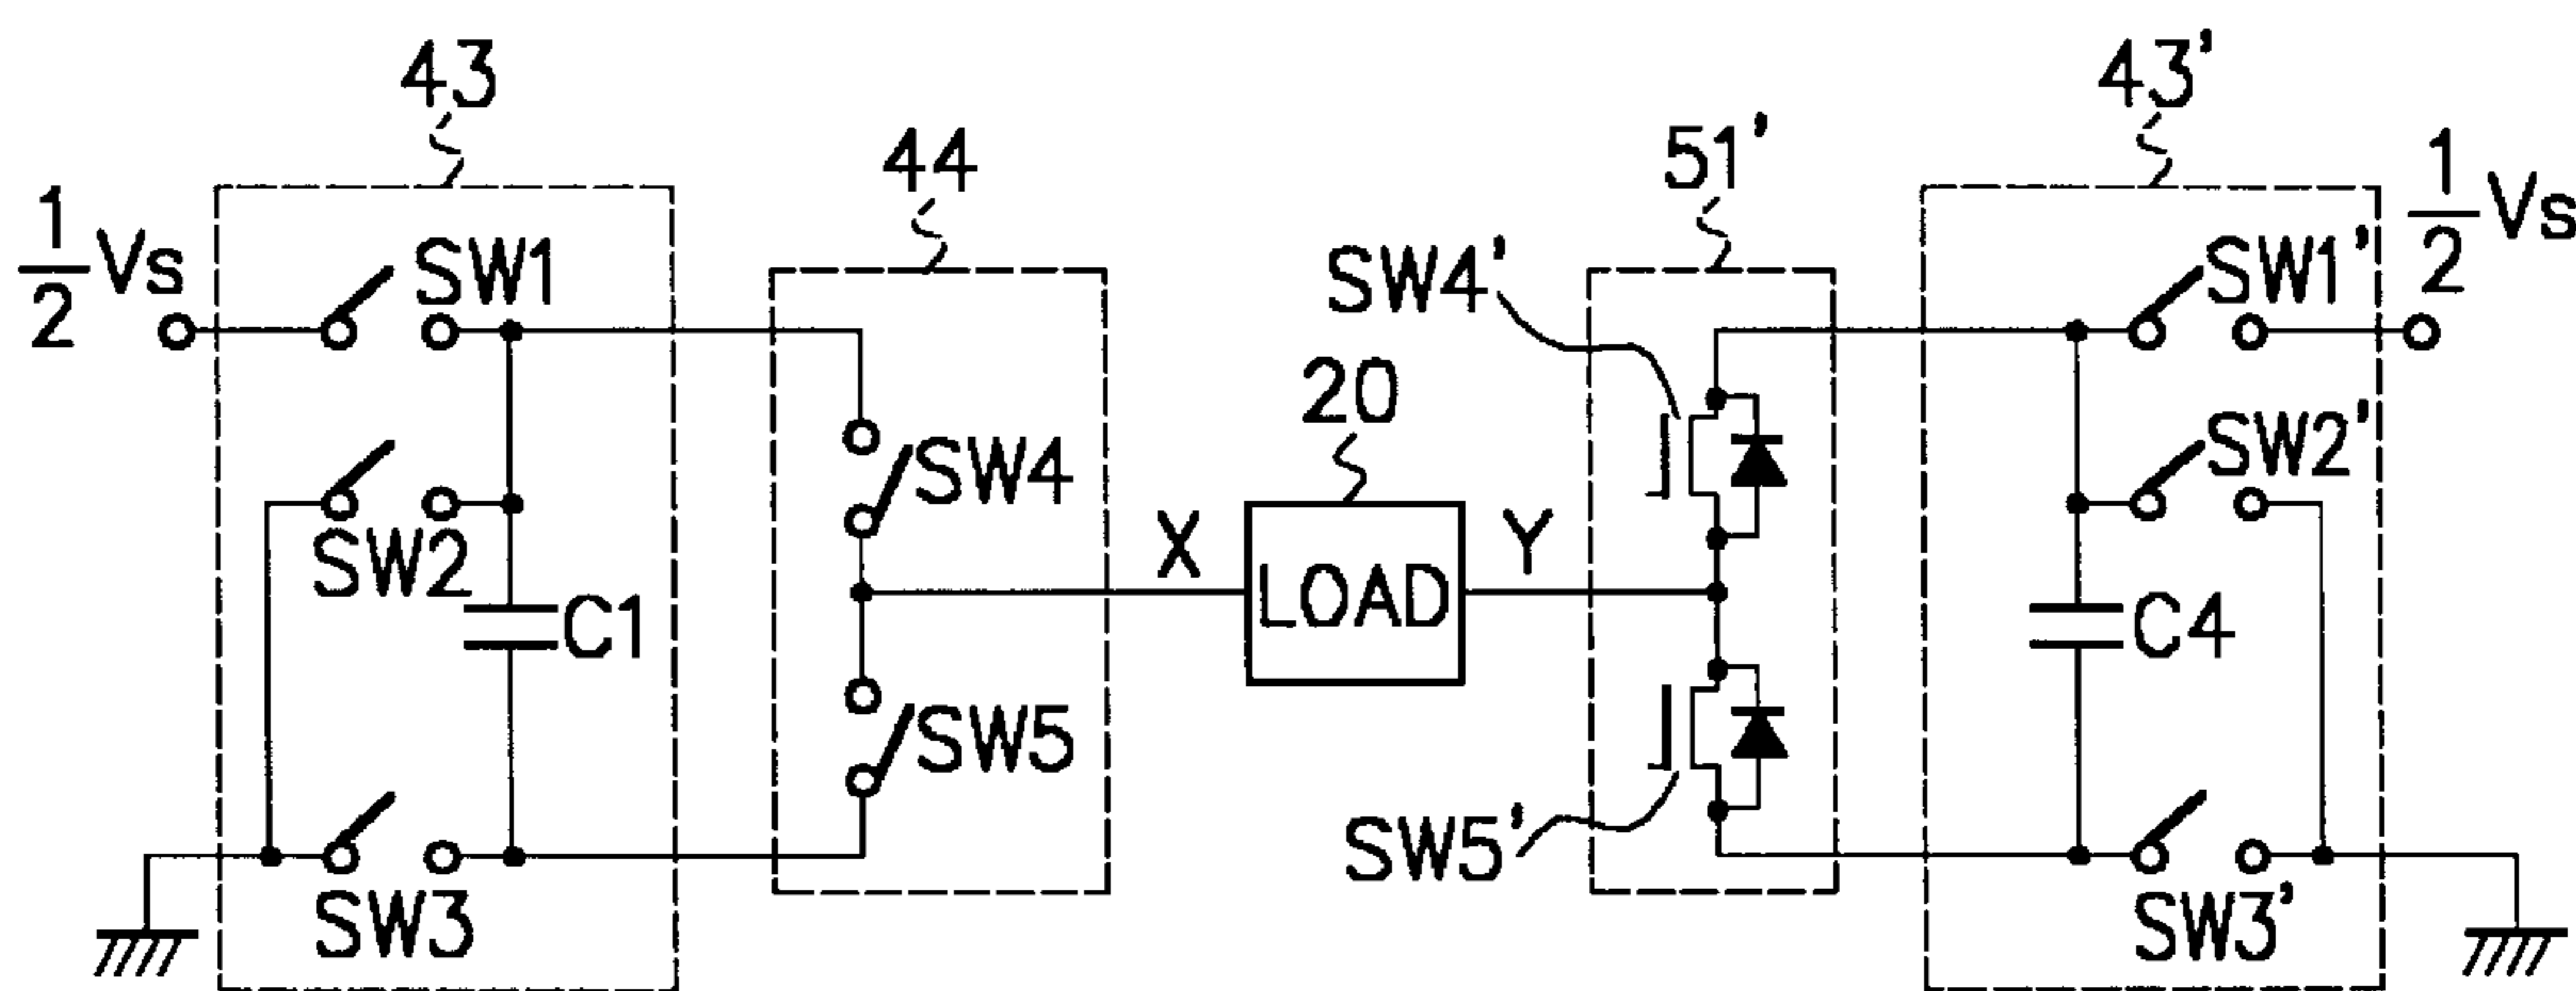 43
43'
44
51'
1/2 Vs
SW1
SW4'
SW1'
1/2 Vs
20
SW2
SW4
SW2'
X
LOAD
Y
C1
C4
SW5
SW5'
SW3
SW3'